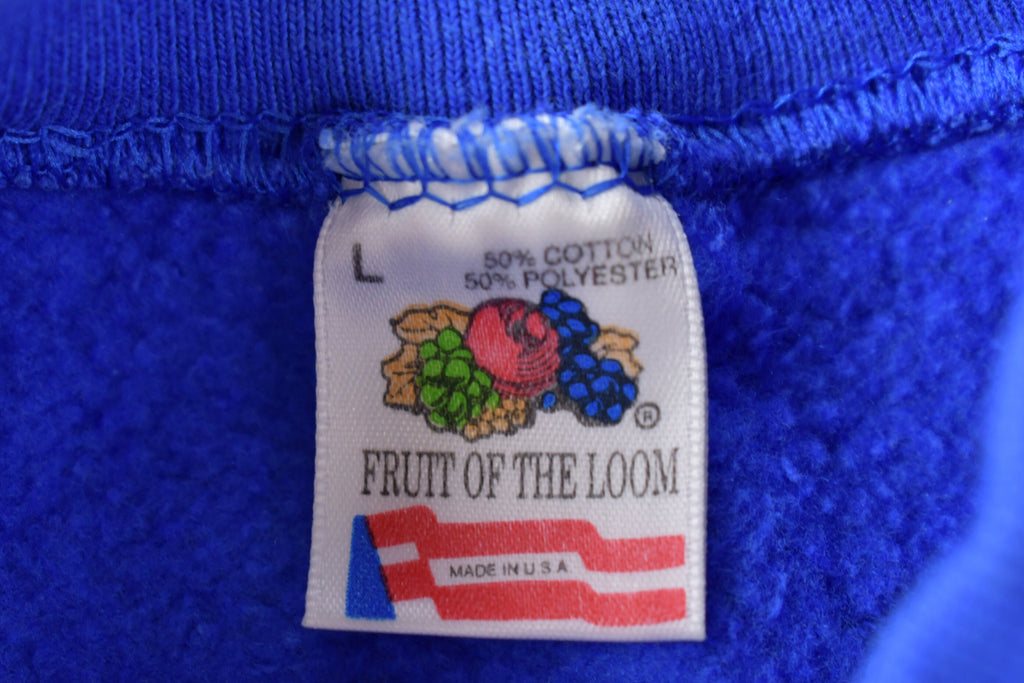 L
50% COTTON
50% POLYESTER
®
FRUIT OF THE LOOM
MADE IN U.S.A.